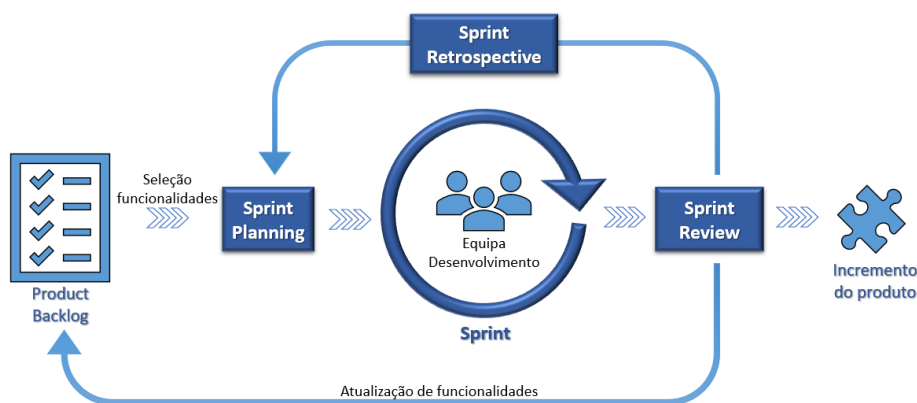 Sprint
Retrospective
Seleção
funcionalidades
Sprint
Planning
Equipa
Desenvolvimento
Sprint
Sprint
Review
Product
Backlog
Incremento
do produto
Atualização de funcionalidades